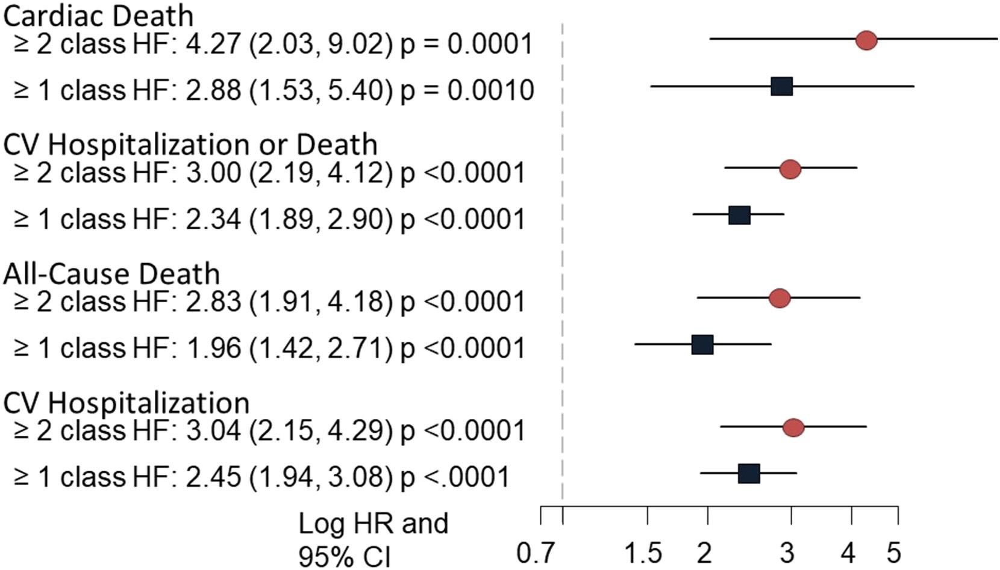 Cardiac Death
≥ 2 class HF: 4.27 (2.03, 9.02) p = 0.0001
≥ 1 class HF: 2.88 (1.53, 5.40) p = 0.0010
CV Hospitalization or Death
≥ 2 class HF: 3.00 (2.19, 4.12) p <0.0001
≥ 1 class HF: 2.34 (1.89, 2.90) p <0.0001
All-Cause Death
≥ 2 class HF: 2.83 (1.91, 4.18) p <0.0001
≥ 1 class HF: 1.96 (1.42, 2.71) p <0.0001
CV Hospitalization
≥ 2 class HF: 3.04 (2.15, 4.29) p <0.0001
≥ 1 class HF: 2.45 (1.94, 3.08) p <.0001
Log HR and
95% CI
0.7 1.5 2 3 4 5